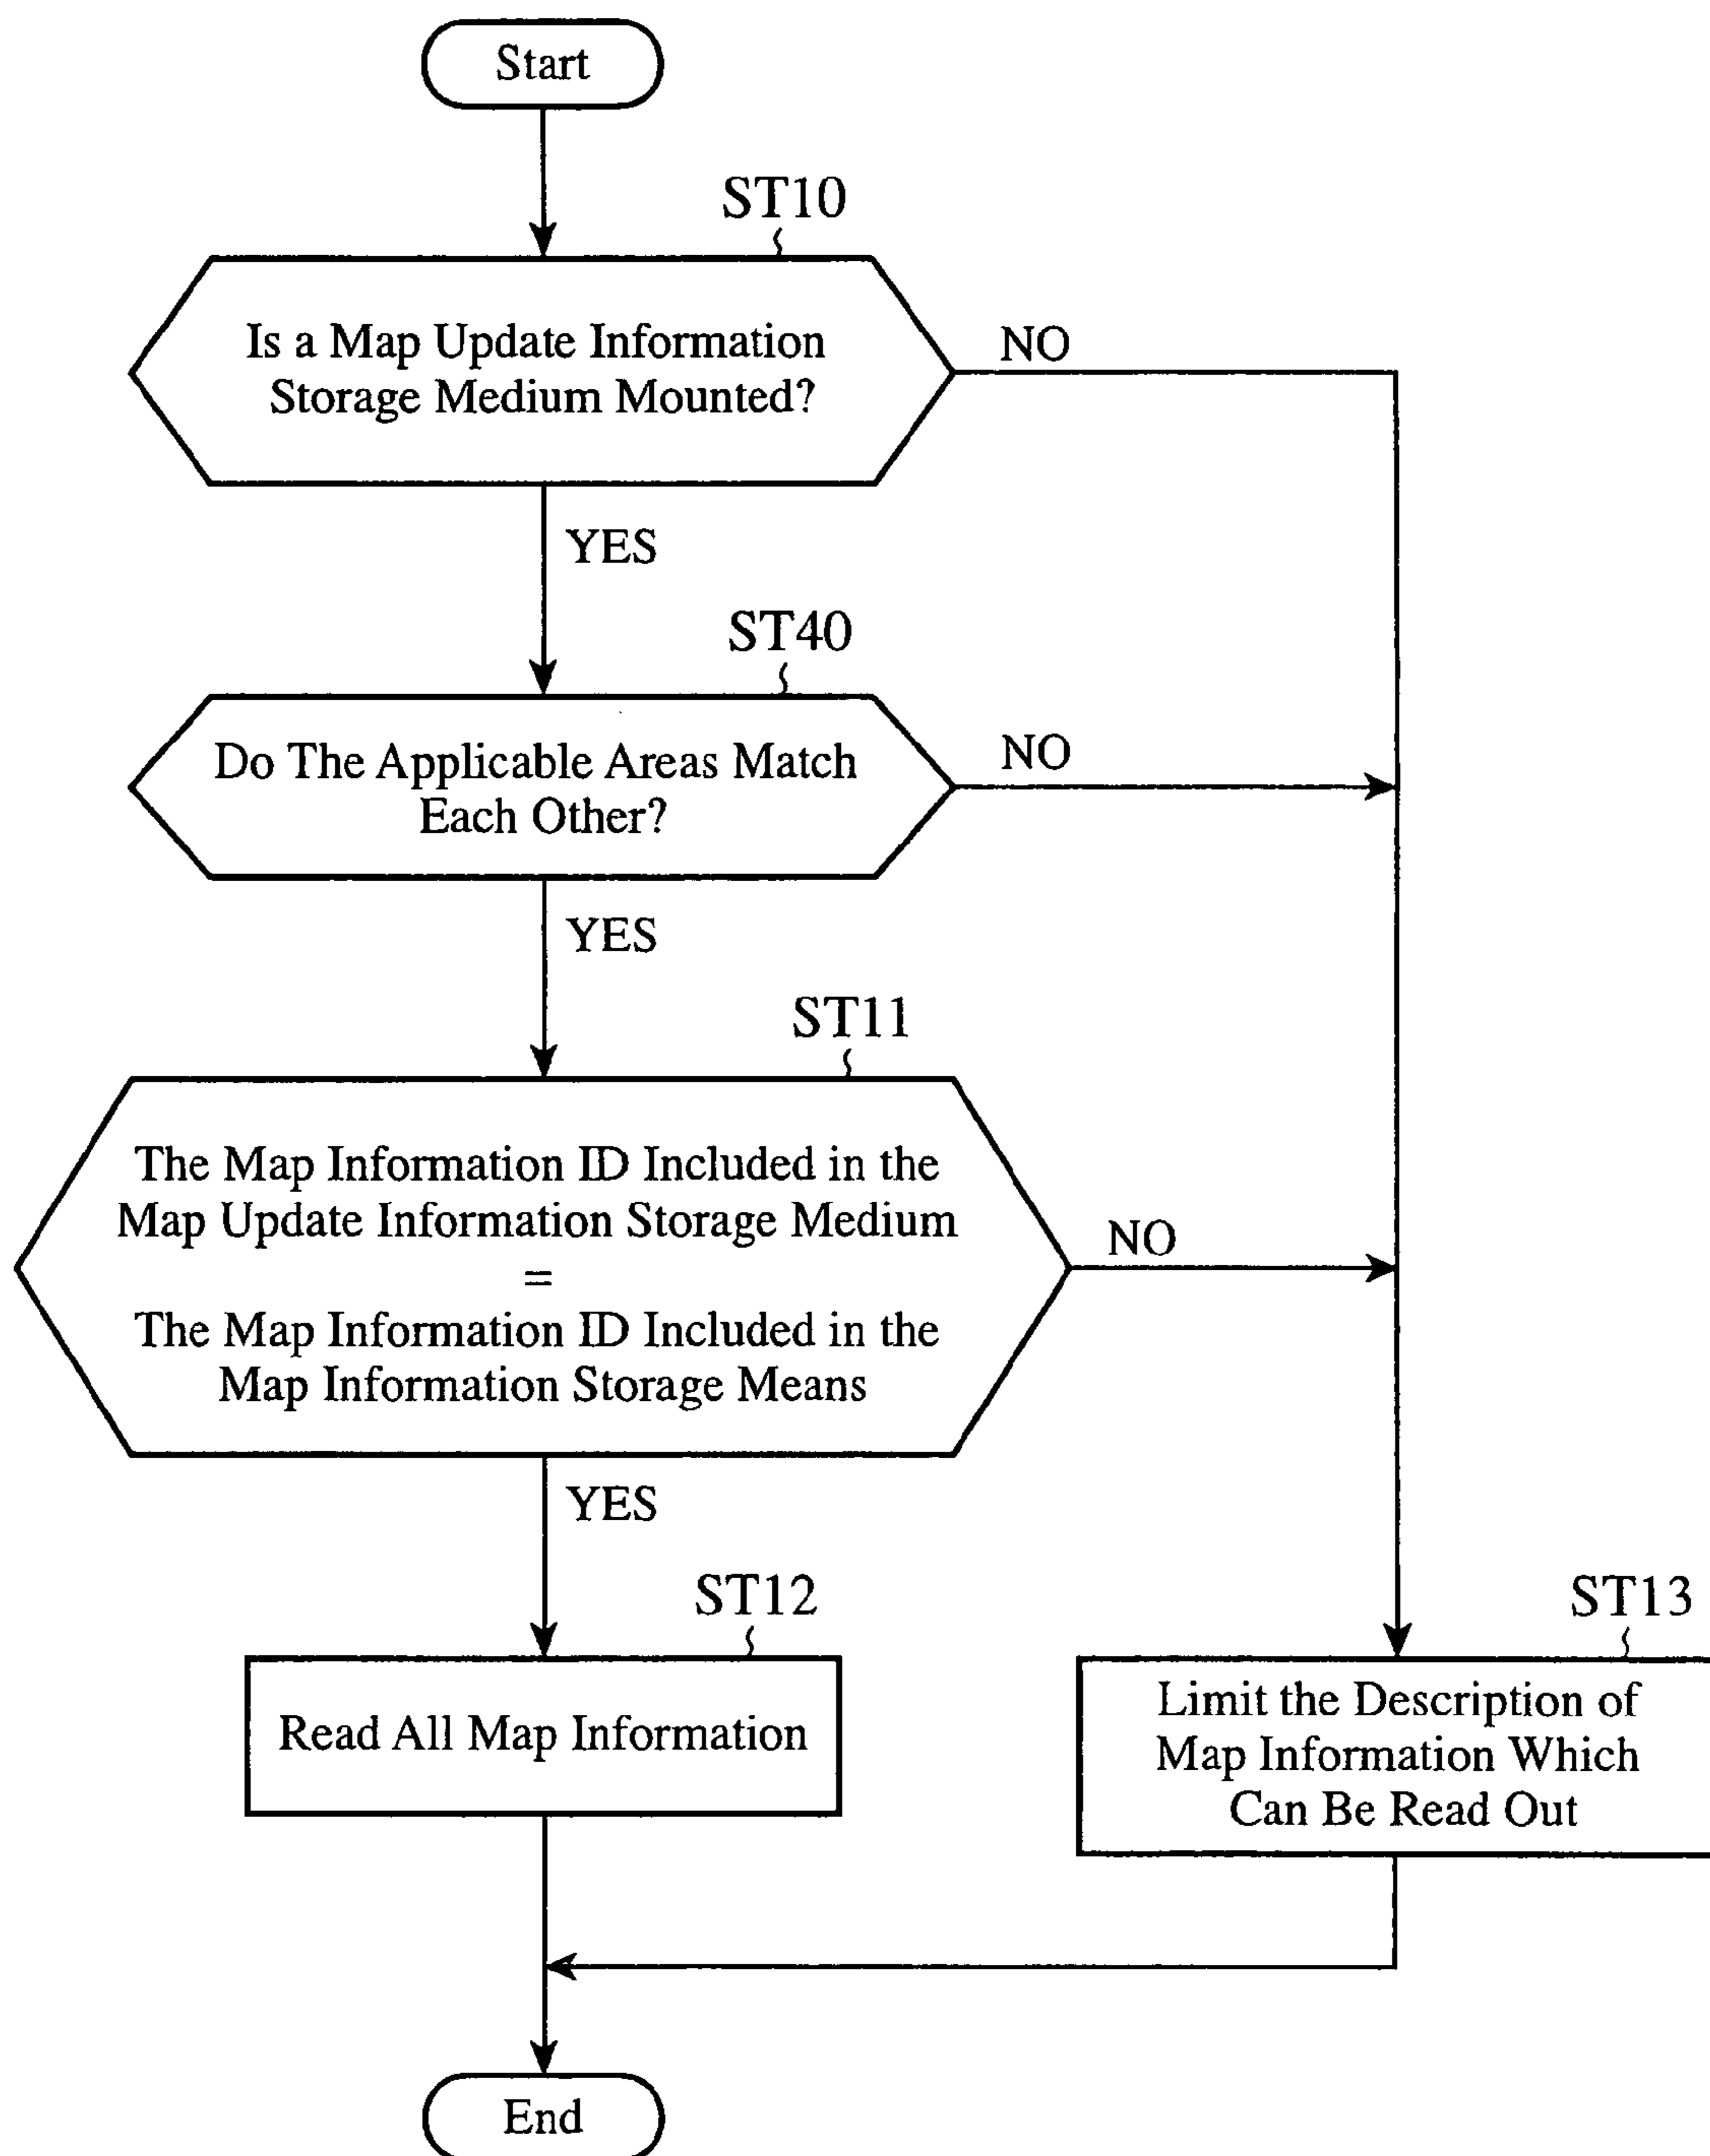 Start
ST10
Is a Map Update Information
Storage Medium Mounted?
NO
YES
ST40
Do The Applicable Areas Match
Each Other?
NO
YES
ST11
The Map Information ID Included in the
Map Update Information Storage Medium
=
The Map Information ID Included in the
Map Information Storage Means
NO
YES
ST12
Read All Map Information
ST13
Limit the Description of
Map Information Which
Can Be Read Out
End